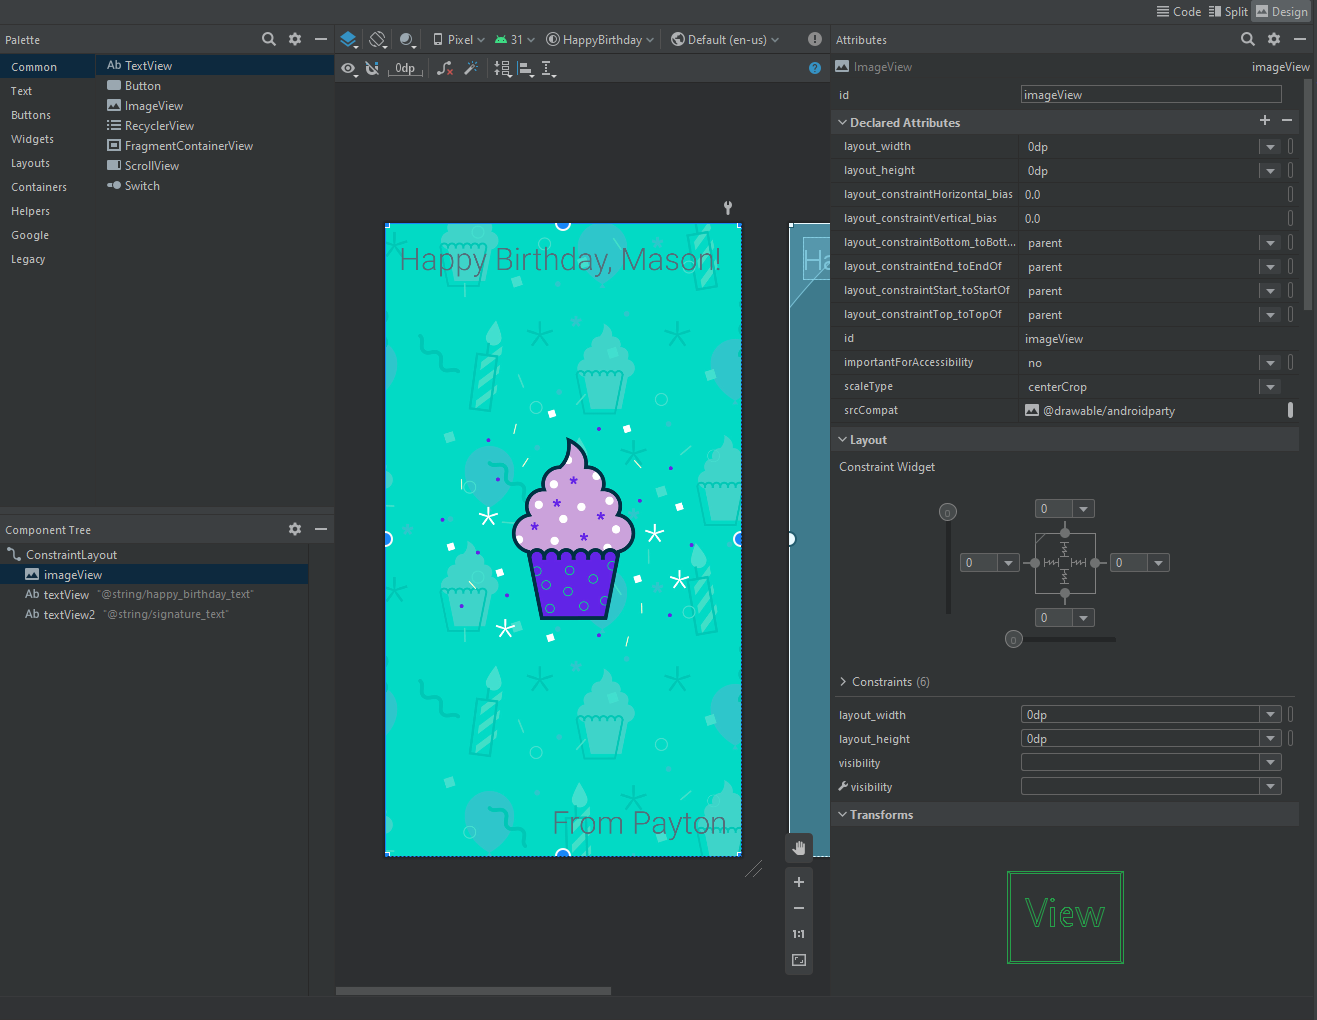 Code Split Design
Palette
Common
Text
Buttons
Widgets
Layouts
Containers
Helpers
Google
Legacy
Ab TextView
Button
ImageView
RecyclerView
FragmentContainerView
ScrollView
Switch
Component Tree
ConstraintLayout
imageView
Ab textView "@string/happy_birthday_text"
Ab textView2 "@string/signature_text"
Pixel 31 HappyBirthday Default (en-us)
0dp
Happy Birthday, Mason!
From Payton
Ha
1:1
Attributes
ImageView imageView
id imageView
Declared Attributes
layout_width 0dp
layout_height 0dp
layout_constraintHorizontal_bias 0.0
layout_constraintVertical_bias 0.0
layout_constraintBottom_toBott... parent
layout_constraintEnd_toEndOf parent
layout_constraintStart_toStartOf parent
layout_constraintTop_toTopOf parent
id imageView
importantForAccessibility no
scaleType centerCrop
srcCompat @drawable/androidparty
Layout
Constraint Widget
0
0
0 0
0
0
Constraints (6)
layout_width 0dp
layout_height 0dp
visibility
visibility
Transforms
View